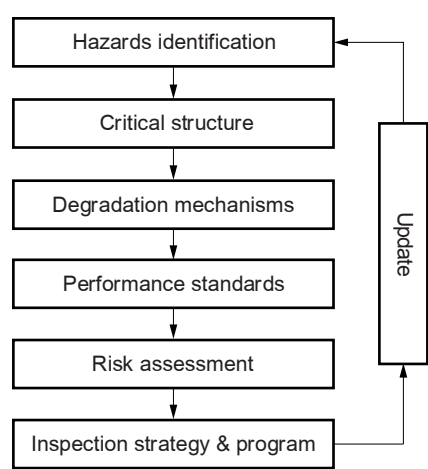 Hazards identification
Critical structure
Degradation mechanisms
Performance standards
Risk assessment
Inspection strategy & program
Update